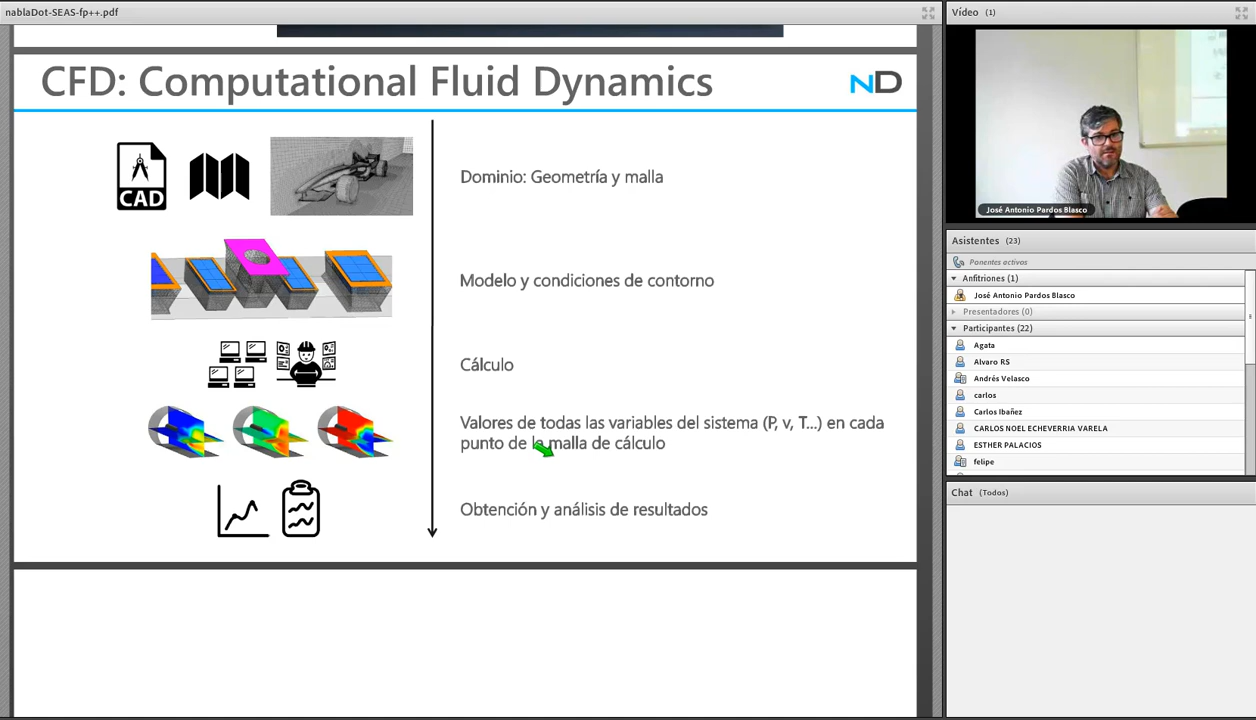 nablaDot-SEAS-fp++.pdf
CFD: Computational Fluid Dynamics
ND
CAD
Dominio: Geometría y malla
Modelo y condiciones de contorno
Cálculo
Valores de todas las variables del sistema (P, v, T...) en cada
punto de la malla de cálculo
Obtención y análisis de resultados
Vídeo (1)
José Antonio Pardos Blasco
Asistentes (23)
Ponentes activos
Anfitriones (1)
José Antonio Pardos Blasco
Presentadores (0)
Participantes (22)
Agata
Alvaro RS
Andrés Velasco
carlos
Carlos Ibañez
CARLOS NOEL ECHEVERRIA VARELA
ESTHER PALACIOS
felipe
Chat (Todos)